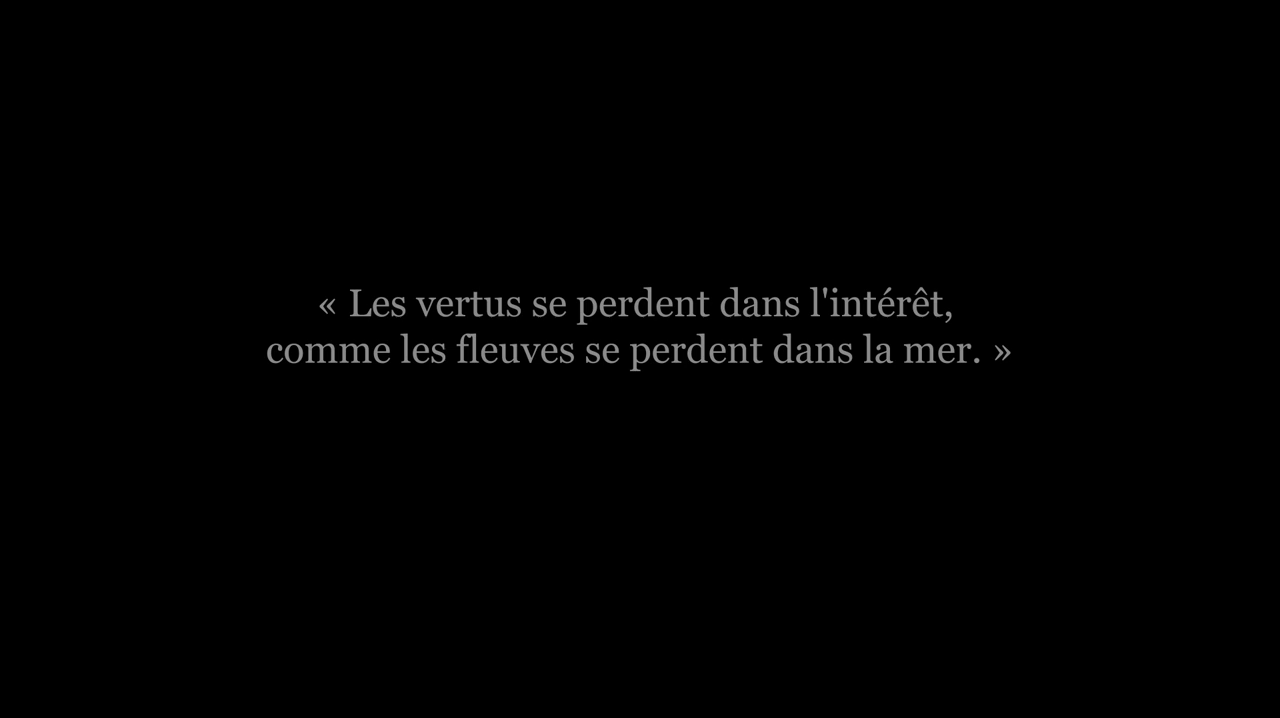 « Les vertus se perdent dans l'intérêt,
comme les fleuves se perdent dans la mer. »